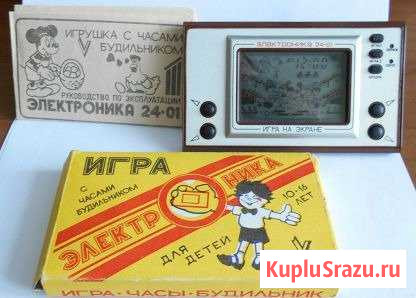 ИГРУШКА С ЧАСАМИ
БУДИЛЬНИКОМ
РУКОВОДСТВО ПО ЭКСПЛУАТАЦИИ
ЭЛЕКТРОНИКА 24-01
ЭЛЕКТРОНИКА 24-01
ИГРА НА ЭКРАНЕ
ИГРА
С
ЧАСАМИ
БУДИЛЬНИКОМ
ЭЛЕКТРОНИКА
ДЛЯ ДЕТЕЙ
10-16
ЛЕТ
ИГРА · ЧАСЫ · БУДИЛЬНИК
KupluSrazu.ru